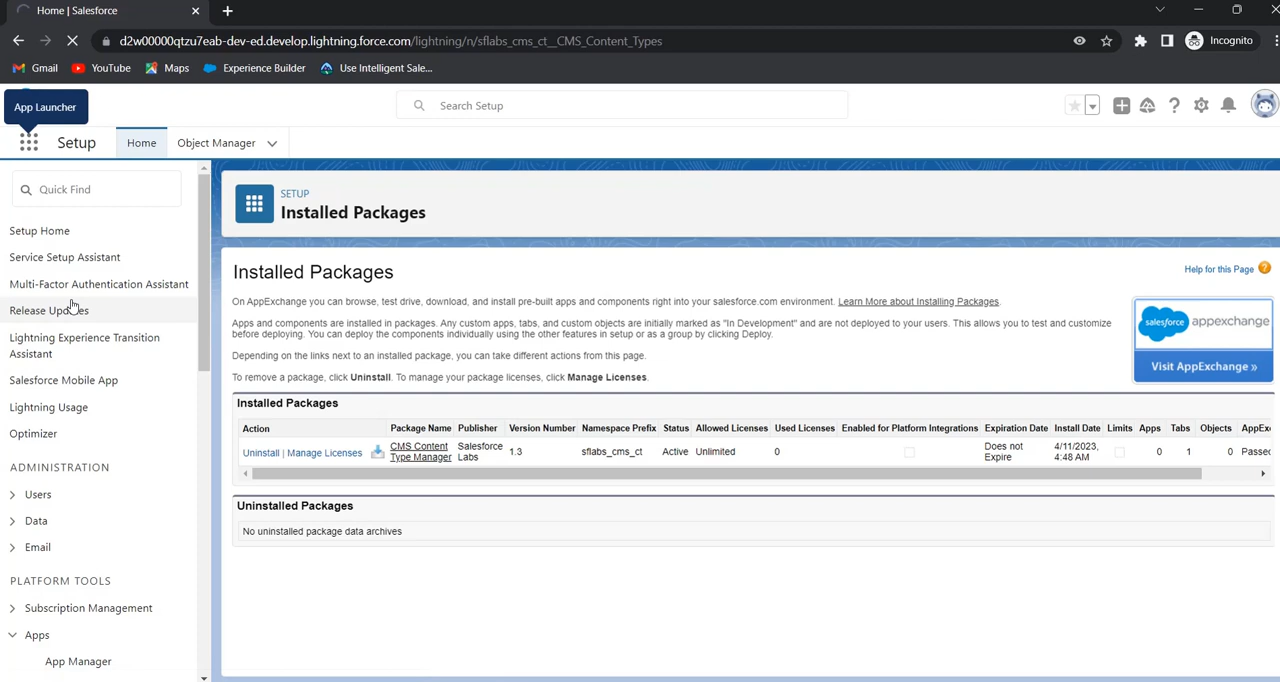 Home | Salesforce
d2w00000qtzu7eab-dev-ed.develop.lightning.force.com/lightning/n/sflabs_cms_ct__CMS_Content_Types
Incognito
Gmail
YouTube
Maps
Experience Builder
Use Intelligent Sale...
App Launcher
Search Setup
Setup
Home
Object Manager
Quick Find
Setup Home
Service Setup Assistant
Multi-Factor Authentication Assistant
Release Updates
Lightning Experience Transition
Assistant
Salesforce Mobile App
Lightning Usage
Optimizer
ADMINISTRATION
Users
Data
Email
PLATFORM TOOLS
Subscription Management
Apps
App Manager
SETUP
Installed Packages
Installed Packages
Help for this Page
On AppExchange you can browse, test drive, download, and install pre-built apps and components right into your salesforce.com environment. Learn More about Installing Packages.
Apps and components are installed in packages. Any custom apps, tabs, and custom objects are initially marked as "In Development" and are not deployed to your users. This allows you to test and customize
before deploying. You can deploy the components individually using the other features in setup or as a group by clicking Deploy.
Depending on the links next to an installed package, you can take different actions from this page.
To remove a package, click Uninstall. To manage your package licenses, click Manage Licenses.
salesforce appexchange
Visit AppExchange »
Installed Packages
Action Package Name Publisher Version Number Namespace Prefix Status Allowed Licenses Used Licenses Enabled for Platform Integrations Expiration Date Install Date Limits Apps Tabs Objects AppEx
Uninstall | Manage Licenses CMS Content Type Manager Salesforce Labs 1.3 sflabs_cms_ct Active Unlimited 0 Does not Expire 4/11/2023, 4:48 AM 0 1 0 Passed
Uninstalled Packages
No uninstalled package data archives